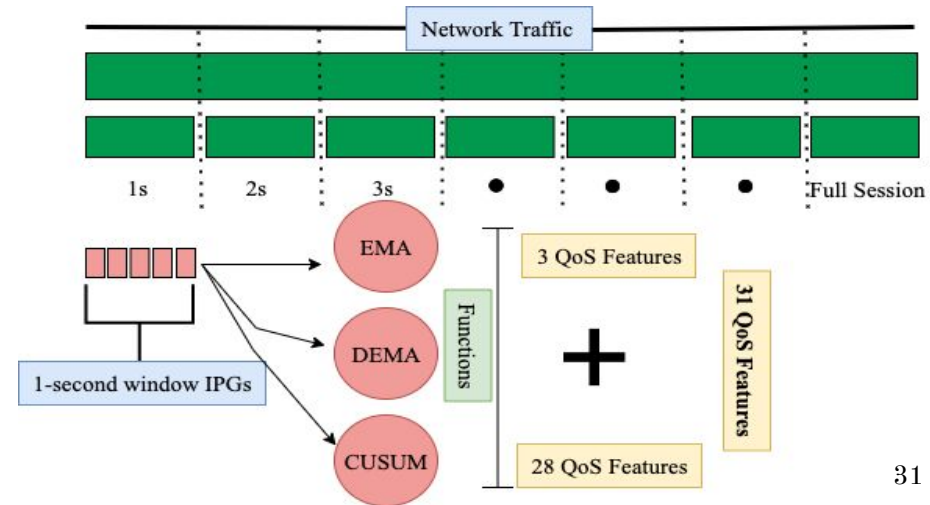 Network Traffic
1s
2s
3s
Full Session
EMA
3 QoS Features
Functions
31 QoS Features
DEMA
1-second window IPGs
CUSUM
28 QoS Features
31